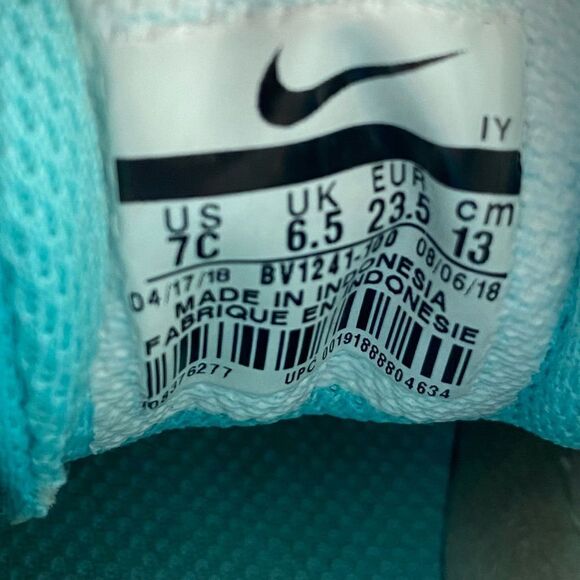 IY
US UK EUR cm
7C 6.5 23.5 13
04/17/18 BV1241-100 08/06/18
MADE IN INDONESIA
FABRIQUE EN INDONESIE
UPC 00191888804634